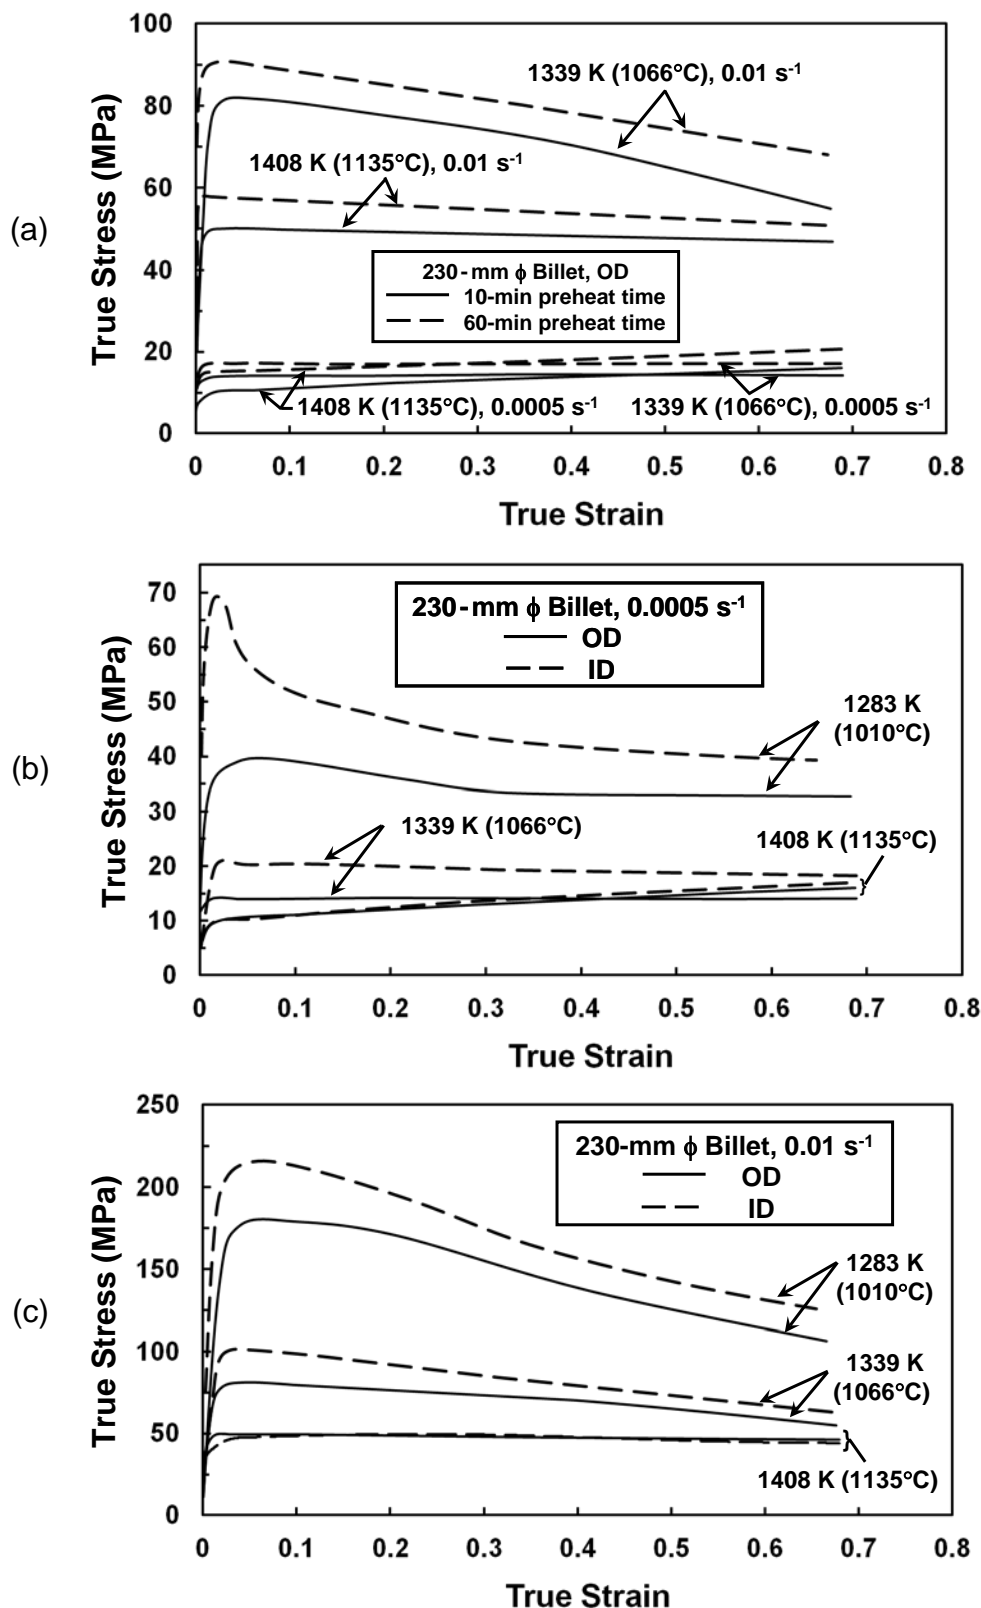 (a)
True Stress (MPa)
100
80
60
40
20
0
1339 K (1066°C), 0.01 s-1
1408 K (1135°C), 0.01 s-1
230-mm ϕ Billet, OD
10-min preheat time
60-min preheat time
1408 K (1135°C), 0.0005 s-1
1339 K (1066°C), 0.0005 s-1
0 0.1 0.2 0.3 0.4 0.5 0.6 0.7 0.8
True Strain
(b)
True Stress (MPa)
70
60
50
40
30
20
10
0
230-mm ϕ Billet, 0.0005 s-1
OD
ID
1283 K
(1010°C)
1339 K (1066°C)
1408 K (1135°C)
0 0.1 0.2 0.3 0.4 0.5 0.6 0.7 0.8
True Strain
(c)
True Stress (MPa)
250
200
150
100
50
0
230-mm ϕ Billet, 0.01 s-1
OD
ID
1283 K
(1010°C)
1339 K
(1066°C)
1408 K (1135°C)
0 0.1 0.2 0.3 0.4 0.5 0.6 0.7 0.8
True Strain